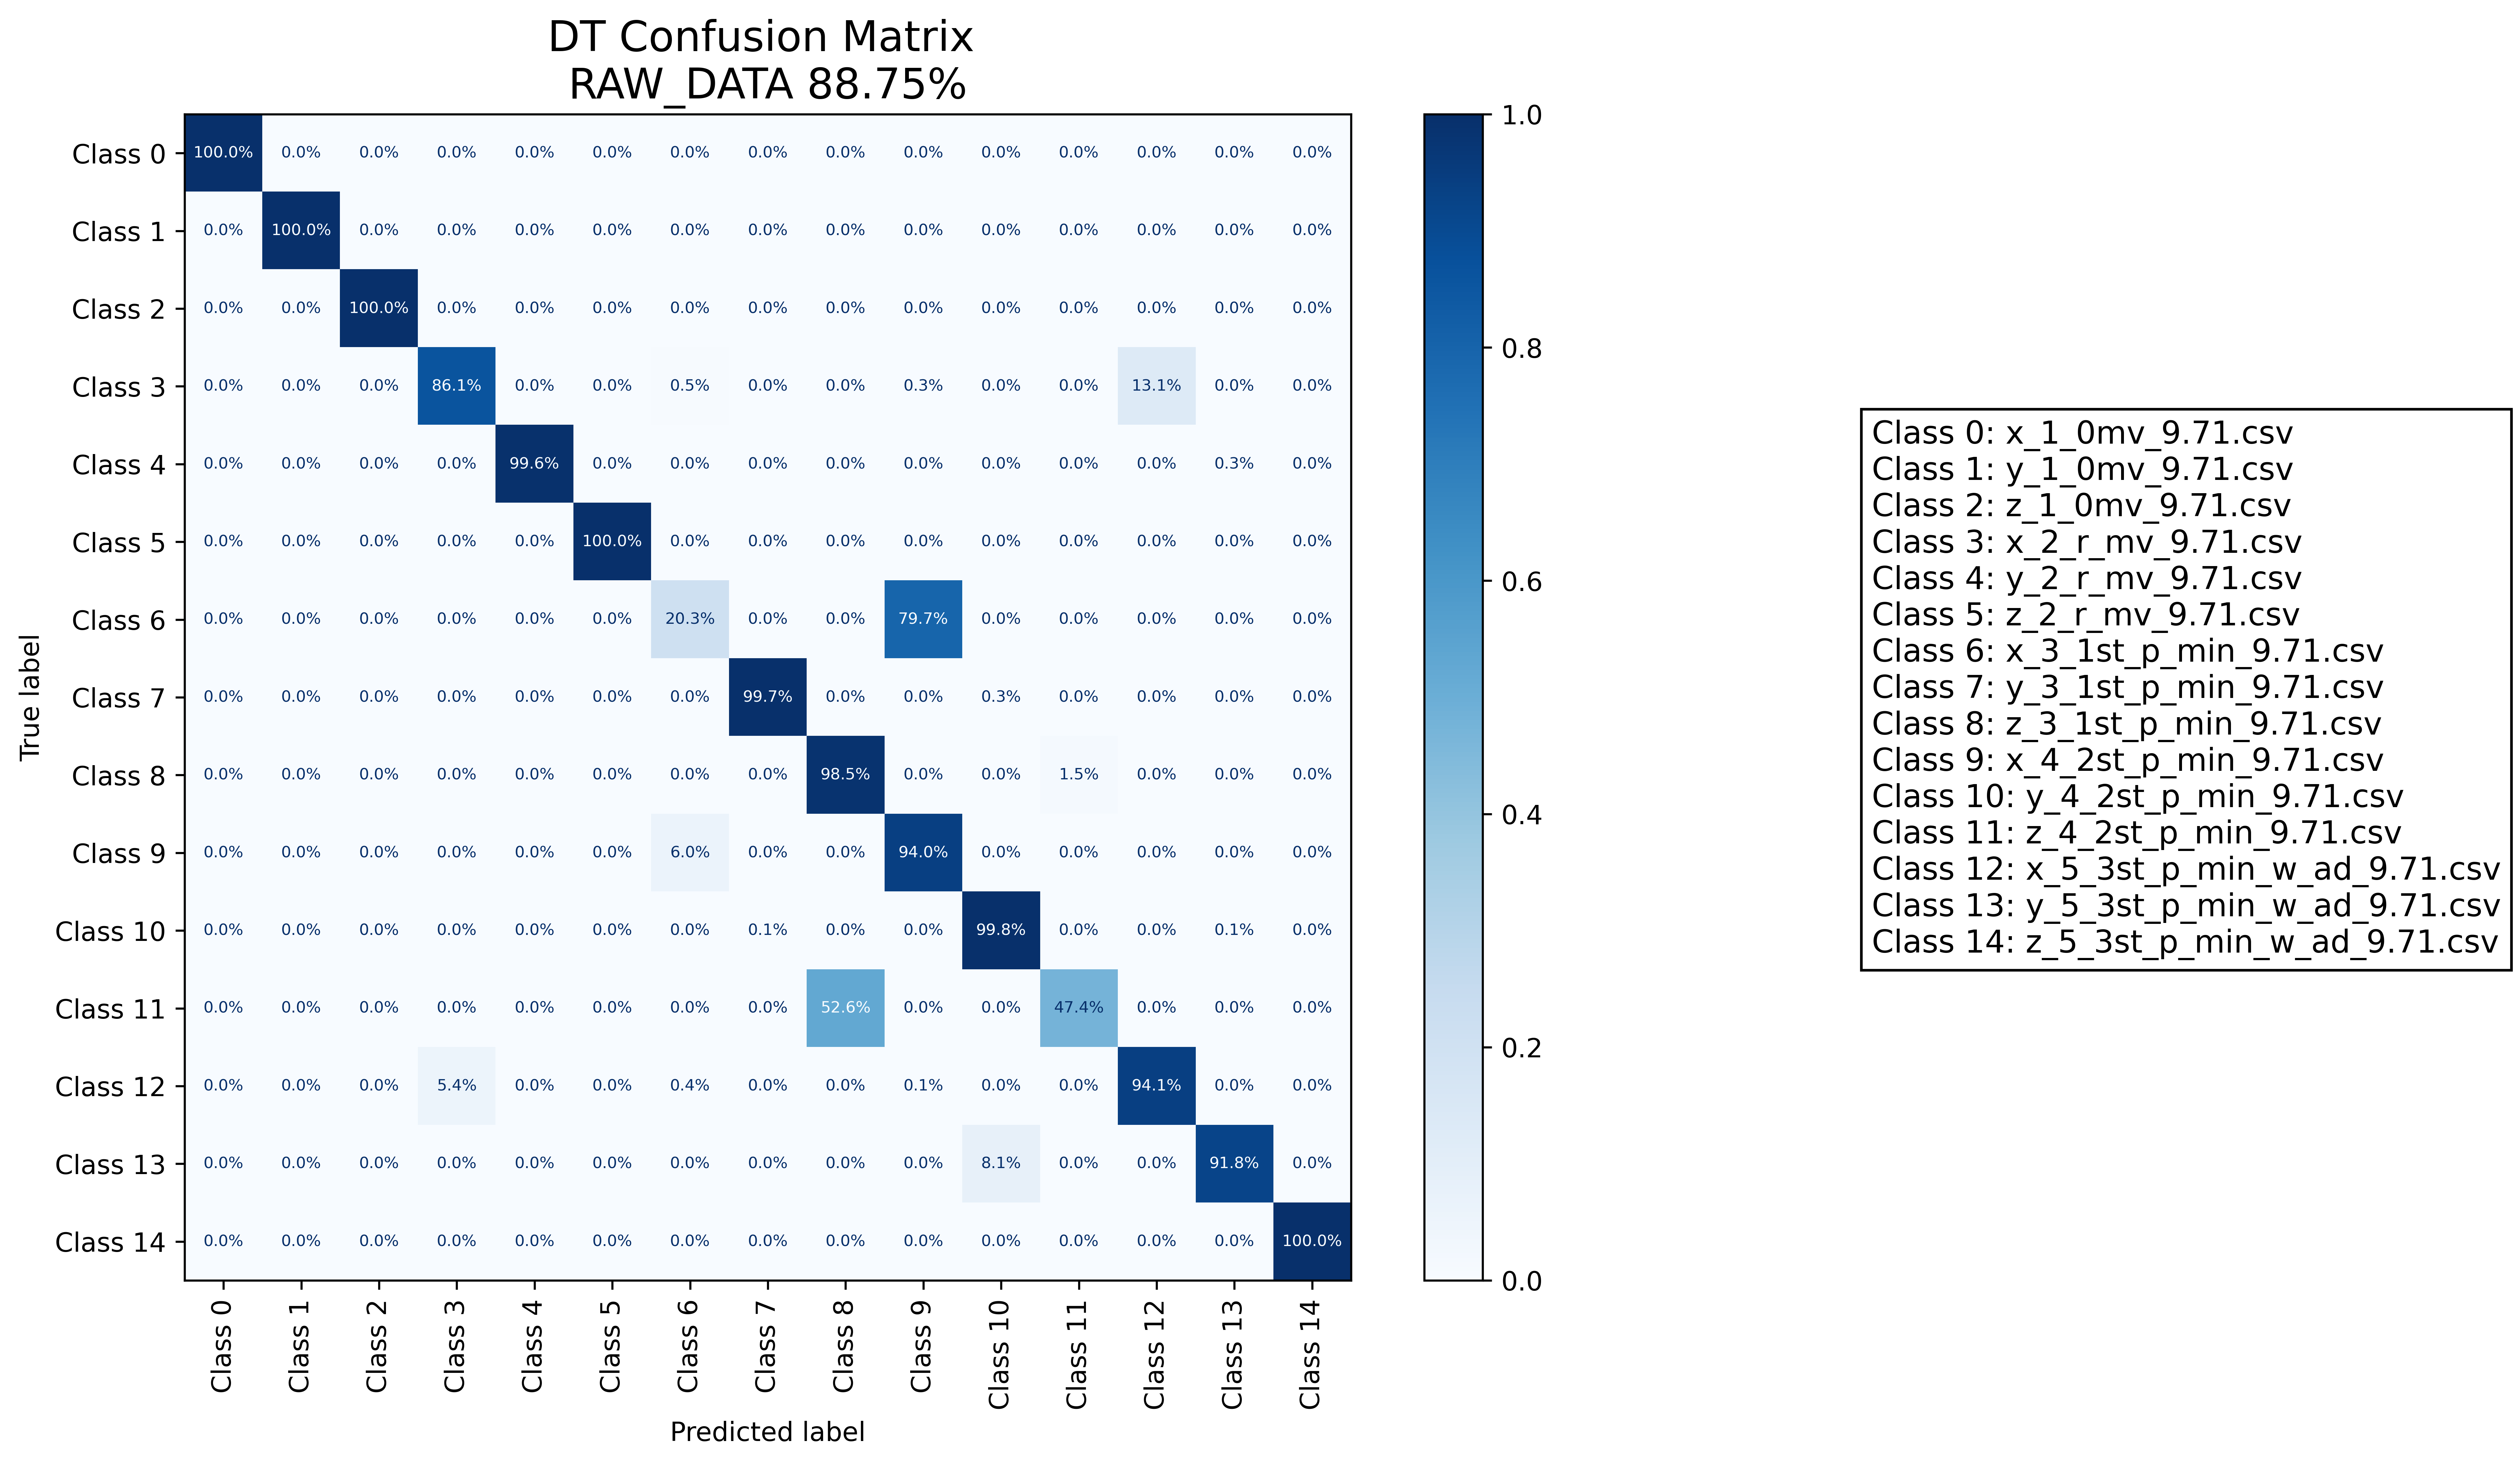 DT Confusion Matrix
RAW_DATA 88.75%
True label
Class 0 100.0% 0.0% 0.0% 0.0% 0.0% 0.0% 0.0% 0.0% 0.0% 0.0% 0.0% 0.0% 0.0% 0.0% 0.0%
Class 1 0.0% 100.0% 0.0% 0.0% 0.0% 0.0% 0.0% 0.0% 0.0% 0.0% 0.0% 0.0% 0.0% 0.0% 0.0%
Class 2 0.0% 0.0% 100.0% 0.0% 0.0% 0.0% 0.0% 0.0% 0.0% 0.0% 0.0% 0.0% 0.0% 0.0% 0.0%
Class 3 0.0% 0.0% 0.0% 86.1% 0.0% 0.0% 0.5% 0.0% 0.0% 0.3% 0.0% 0.0% 13.1% 0.0% 0.0%
Class 4 0.0% 0.0% 0.0% 0.0% 99.6% 0.0% 0.0% 0.0% 0.0% 0.0% 0.0% 0.0% 0.0% 0.3% 0.0%
Class 5 0.0% 0.0% 0.0% 0.0% 0.0% 100.0% 0.0% 0.0% 0.0% 0.0% 0.0% 0.0% 0.0% 0.0% 0.0%
Class 6 0.0% 0.0% 0.0% 0.0% 0.0% 0.0% 20.3% 0.0% 0.0% 79.7% 0.0% 0.0% 0.0% 0.0% 0.0%
Class 7 0.0% 0.0% 0.0% 0.0% 0.0% 0.0% 0.0% 99.7% 0.0% 0.0% 0.3% 0.0% 0.0% 0.0% 0.0%
Class 8 0.0% 0.0% 0.0% 0.0% 0.0% 0.0% 0.0% 0.0% 98.5% 0.0% 0.0% 1.5% 0.0% 0.0% 0.0%
Class 9 0.0% 0.0% 0.0% 0.0% 0.0% 0.0% 6.0% 0.0% 0.0% 94.0% 0.0% 0.0% 0.0% 0.0% 0.0%
Class 10 0.0% 0.0% 0.0% 0.0% 0.0% 0.0% 0.0% 0.1% 0.0% 0.0% 99.8% 0.0% 0.0% 0.1% 0.0%
Class 11 0.0% 0.0% 0.0% 0.0% 0.0% 0.0% 0.0% 0.0% 52.6% 0.0% 0.0% 47.4% 0.0% 0.0% 0.0%
Class 12 0.0% 0.0% 0.0% 5.4% 0.0% 0.0% 0.4% 0.0% 0.0% 0.1% 0.0% 0.0% 94.1% 0.0% 0.0%
Class 13 0.0% 0.0% 0.0% 0.0% 0.0% 0.0% 0.0% 0.0% 0.0% 0.0% 8.1% 0.0% 0.0% 91.8% 0.0%
Class 14 0.0% 0.0% 0.0% 0.0% 0.0% 0.0% 0.0% 0.0% 0.0% 0.0% 0.0% 0.0% 0.0% 0.0% 100.0%
Class 0 Class 1 Class 2 Class 3 Class 4 Class 5 Class 6 Class 7 Class 8 Class 9 Class 10 Class 11 Class 12 Class 13 Class 14
Predicted label
1.0
0.8
0.6
0.4
0.2
0.0
Class 0: x_1_0mv_9.71.csv
Class 1: y_1_0mv_9.71.csv
Class 2: z_1_0mv_9.71.csv
Class 3: x_2_r_mv_9.71.csv
Class 4: y_2_r_mv_9.71.csv
Class 5: z_2_r_mv_9.71.csv
Class 6: x_3_1st_p_min_9.71.csv
Class 7: y_3_1st_p_min_9.71.csv
Class 8: z_3_1st_p_min_9.71.csv
Class 9: x_4_2st_p_min_9.71.csv
Class 10: y_4_2st_p_min_9.71.csv
Class 11: z_4_2st_p_min_9.71.csv
Class 12: x_5_3st_p_min_w_ad_9.71.csv
Class 13: y_5_3st_p_min_w_ad_9.71.csv
Class 14: z_5_3st_p_min_w_ad_9.71.csv